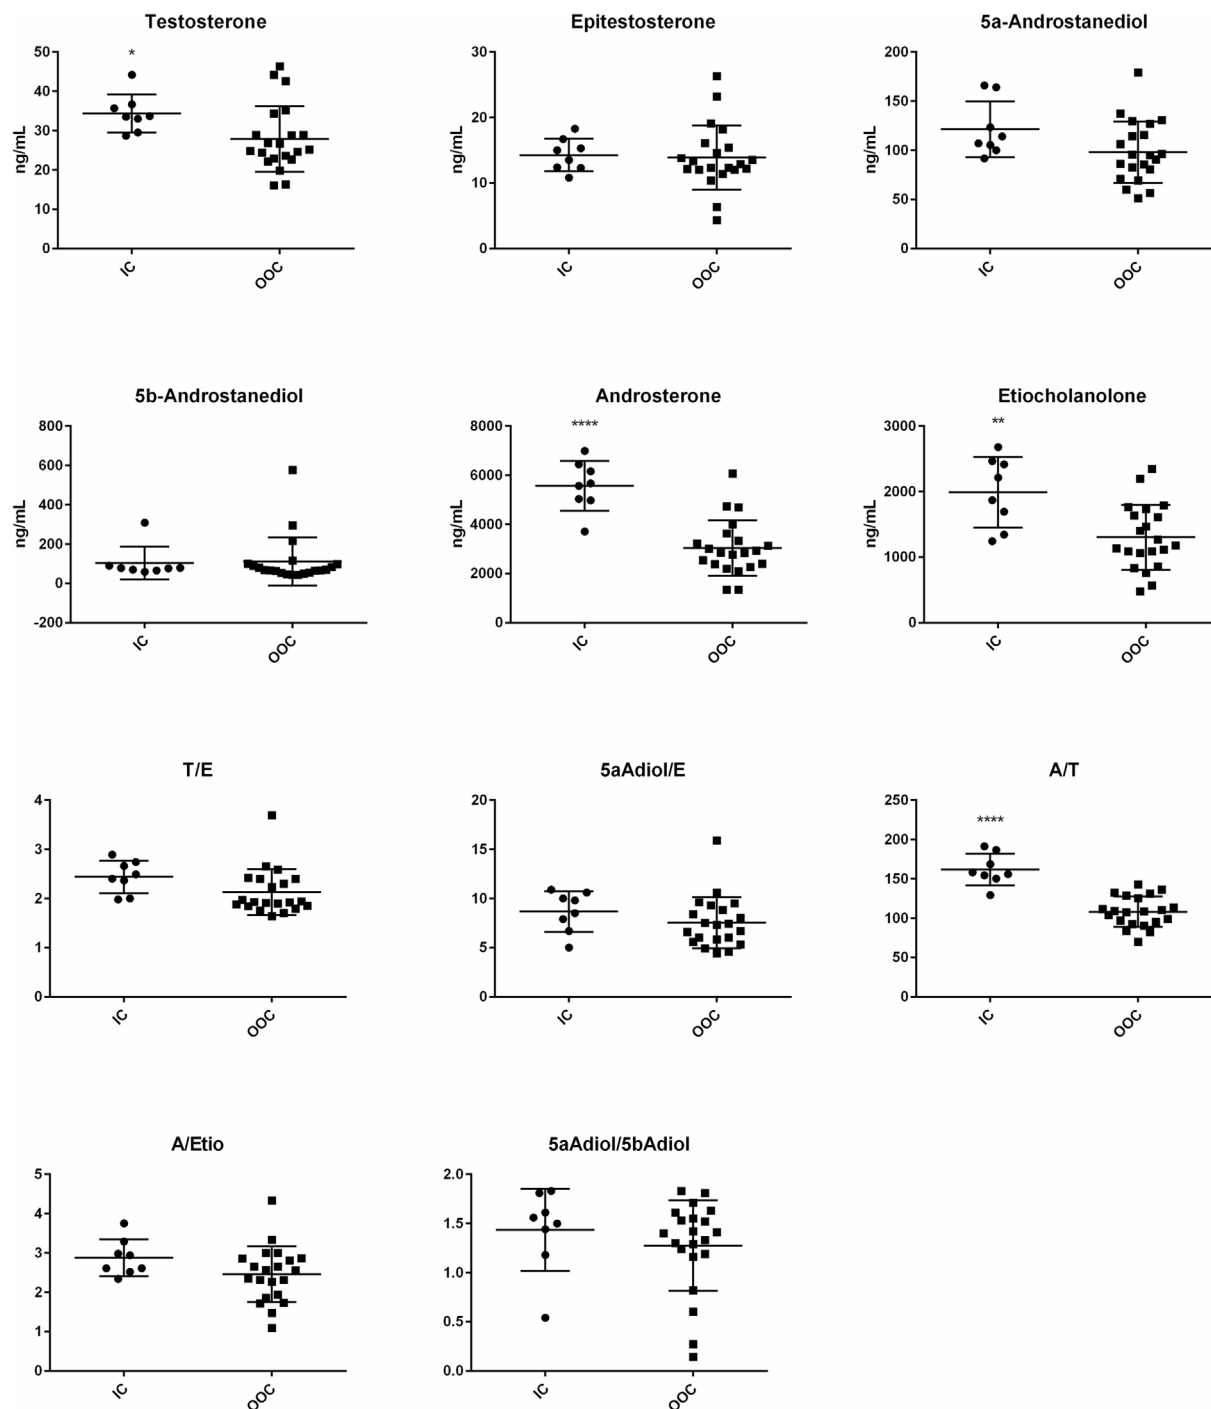 Testosterone
*
50
40
30
20
10
0
ng/mL
IC
OOC
Epitestosterone
30
20
10
0
ng/mL
IC
OOC
5a-Androstanediol
200
150
100
50
0
ng/mL
IC
OOC
5b-Androstanediol
800
600
400
200
0
-200
ng/mL
IC
OOC
Androsterone
****
8000
6000
4000
2000
0
ng/mL
IC
OOC
Etiocholanolone
**
3000
2000
1000
0
ng/mL
IC
OOC
T/E
4
3
2
1
0
IC
OOC
5aAdiol/E
20
15
10
5
0
IC
OOC
A/T
****
250
200
150
100
50
0
IC
OOC
A/Etio
5
4
3
2
1
0
IC
OOC
5aAdiol/5bAdiol
2.0
1.5
1.0
0.5
0.0
IC
OOC